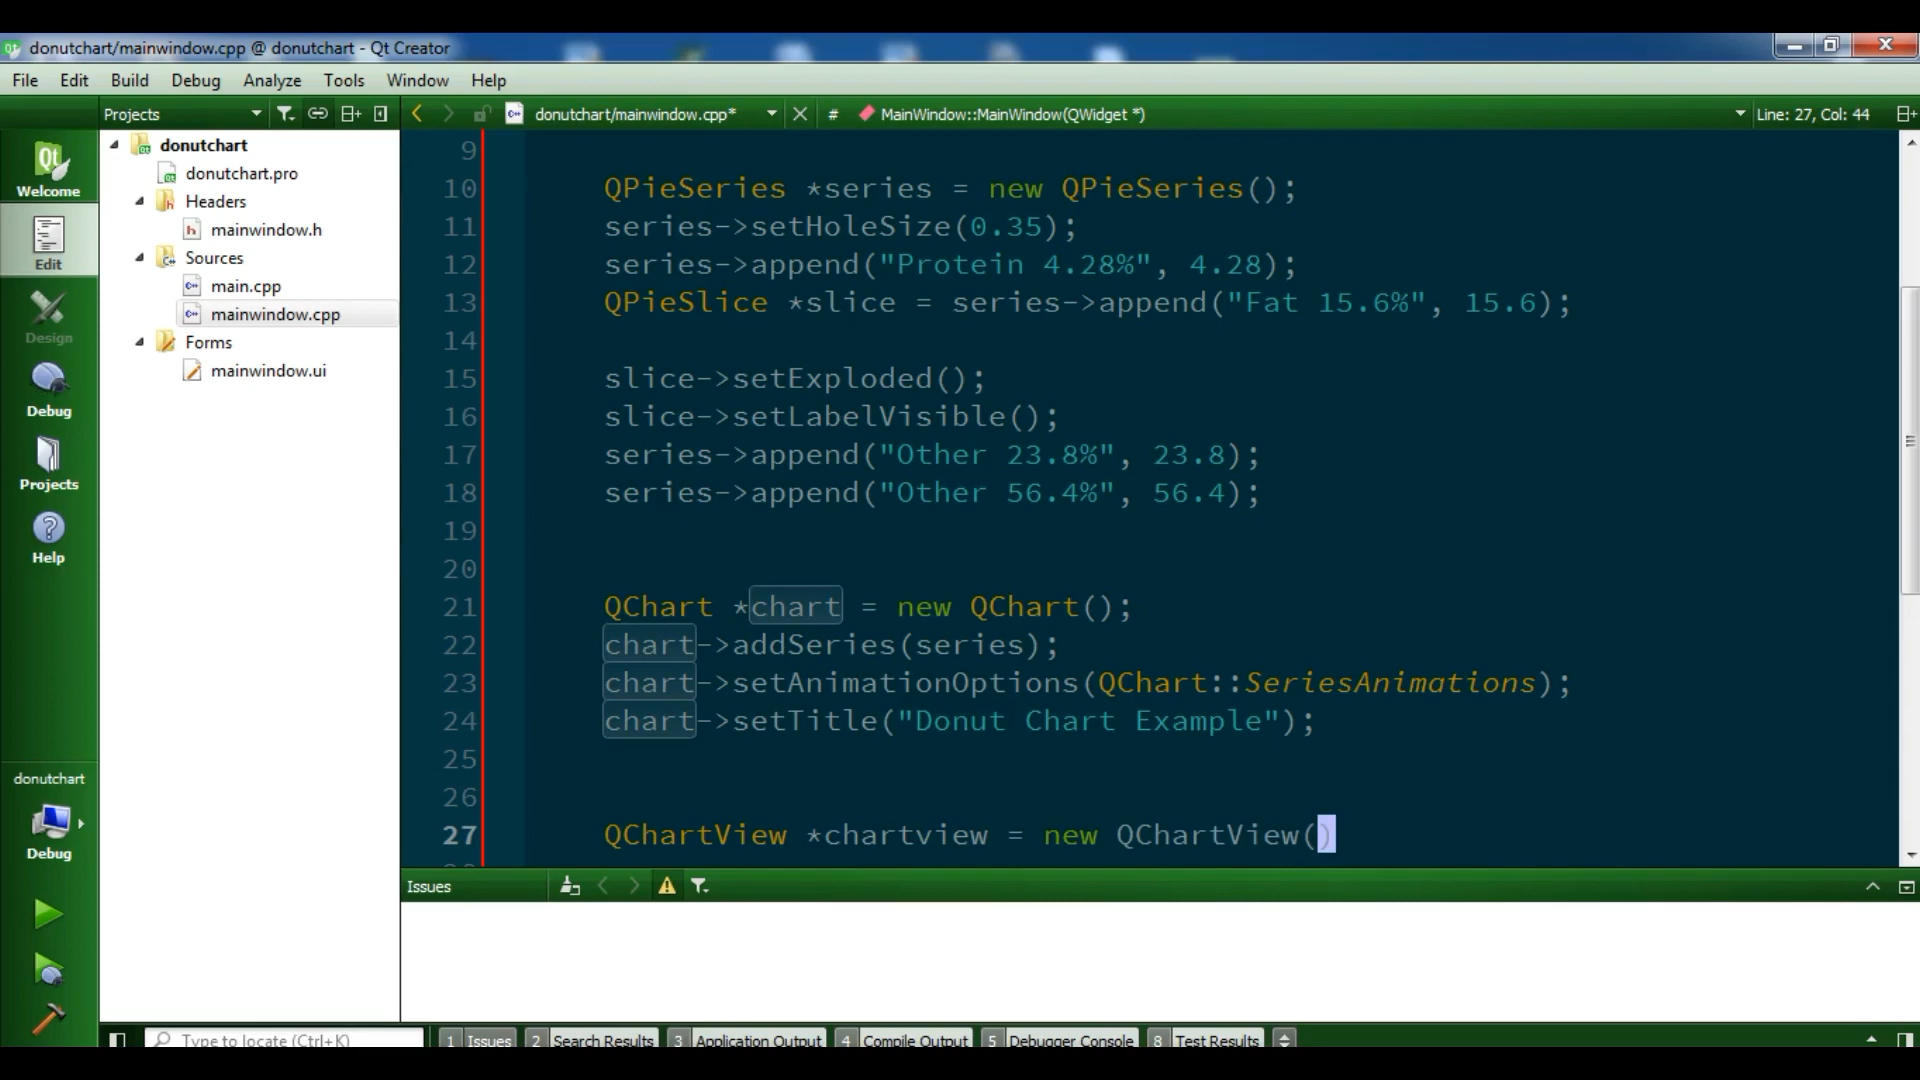 donutchart/mainwindow.cpp @ donutchart - Qt Creator
File Edit Build Debug Analyze Tools Window Help
Projects donutchart/mainwindow.cpp* # MainWindow::MainWindow(QWidget *) Line: 27, Col: 44
Qt
Welcome
Edit
Design
Debug
Projects
Help
donutchart
Debug
donutchart
donutchart.pro
Headers
mainwindow.h
Sources
main.cpp
mainwindow.cpp
Forms
mainwindow.ui
9
10 QPieSeries *series = new QPieSeries();
11 series->setHoleSize(0.35);
12 series->append("Protein 4.28%", 4.28);
13 QPieSlice *slice = series->append("Fat 15.6%", 15.6);
14
15 slice->setExploded();
16 slice->setLabelVisible();
17 series->append("Other 23.8%", 23.8);
18 series->append("Other 56.4%", 56.4);
19
20
21 QChart *chart = new QChart();
22 chart->addSeries(series);
23 chart->setAnimationOptions(QChart::SeriesAnimations);
24 chart->setTitle("Donut Chart Example");
25
26
27 QChartView *chartview = new QChartView()
Issues
Type to locate (Ctrl+K) 1 Issues 2 Search Results 3 Application Output 4 Compile Output 5 Debugger Console 8 Test Results